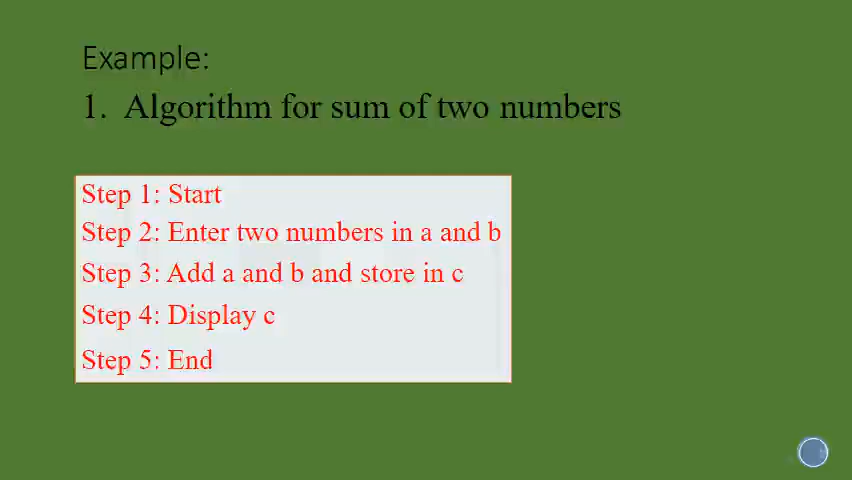 Example:
1. Algorithm for sum of two numbers
Step 1: Start
Step 2: Enter two numbers in a and b
Step 3: Add a and b and store in c
Step 4: Display c
Step 5: End